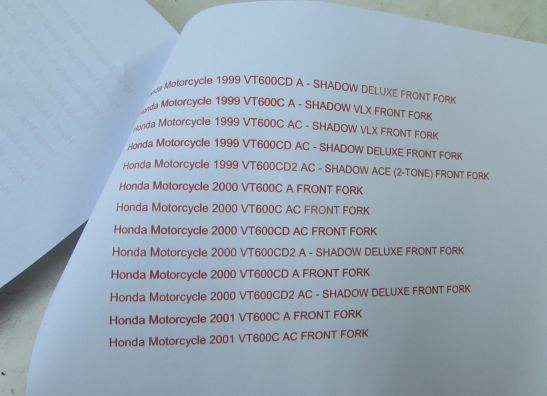 Honda Motorcycle 1999 VT600CD A - SHADOW DELUXE FRONT FORK
Honda Motorcycle 1999 VT600C A - SHADOW VLX FRONT FORK
Honda Motorcycle 1999 VT600C AC - SHADOW VLX FRONT FORK
Honda Motorcycle 1999 VT600CD AC - SHADOW DELUXE FRONT FORK
Honda Motorcycle 1999 VT600CD2 AC - SHADOW ACE (2-TONE) FRONT FORK
Honda Motorcycle 2000 VT600C A FRONT FORK
Honda Motorcycle 2000 VT600C AC FRONT FORK
Honda Motorcycle 2000 VT600CD AC FRONT FORK
Honda Motorcycle 2000 VT600CD2 A - SHADOW DELUXE FRONT FORK
Honda Motorcycle 2000 VT600CD A FRONT FORK
Honda Motorcycle 2000 VT600CD2 AC - SHADOW DELUXE FRONT FORK
Honda Motorcycle 2001 VT600C A FRONT FORK
Honda Motorcycle 2001 VT600C AC FRONT FORK